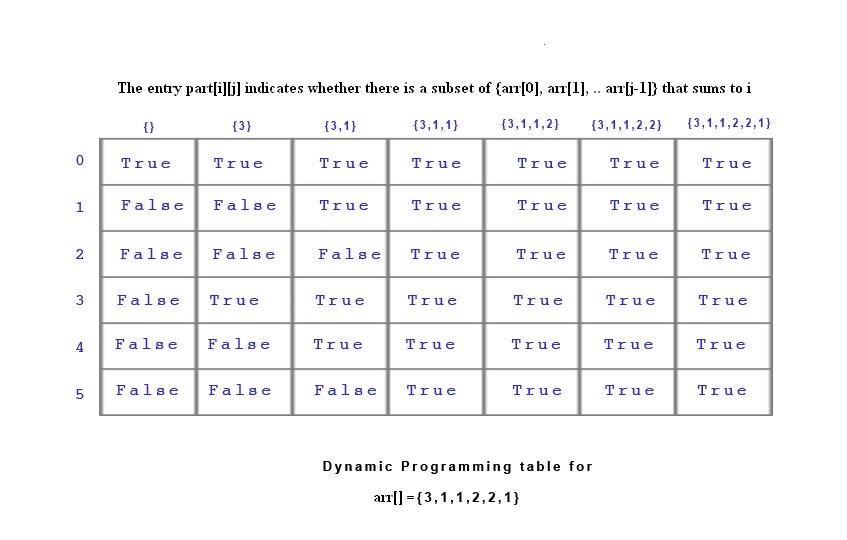 The entry part[i][j] indicates whether there is a subset of {arr[0], arr[1], .. arr[j-1]} that sums to i
{} {3} {3,1} {3,1,1} {3,1,1,2} {3,1,1,2,2} {3,1,1,2,2,1}
0 True True True True True True True
1 False False True True True True True
2 False False False True True True True
3 False True True True True True True
4 False False True True True True True
5 False False False True True True True
Dynamic Programming table for
arr[] = {3,1,1,2,2,1}